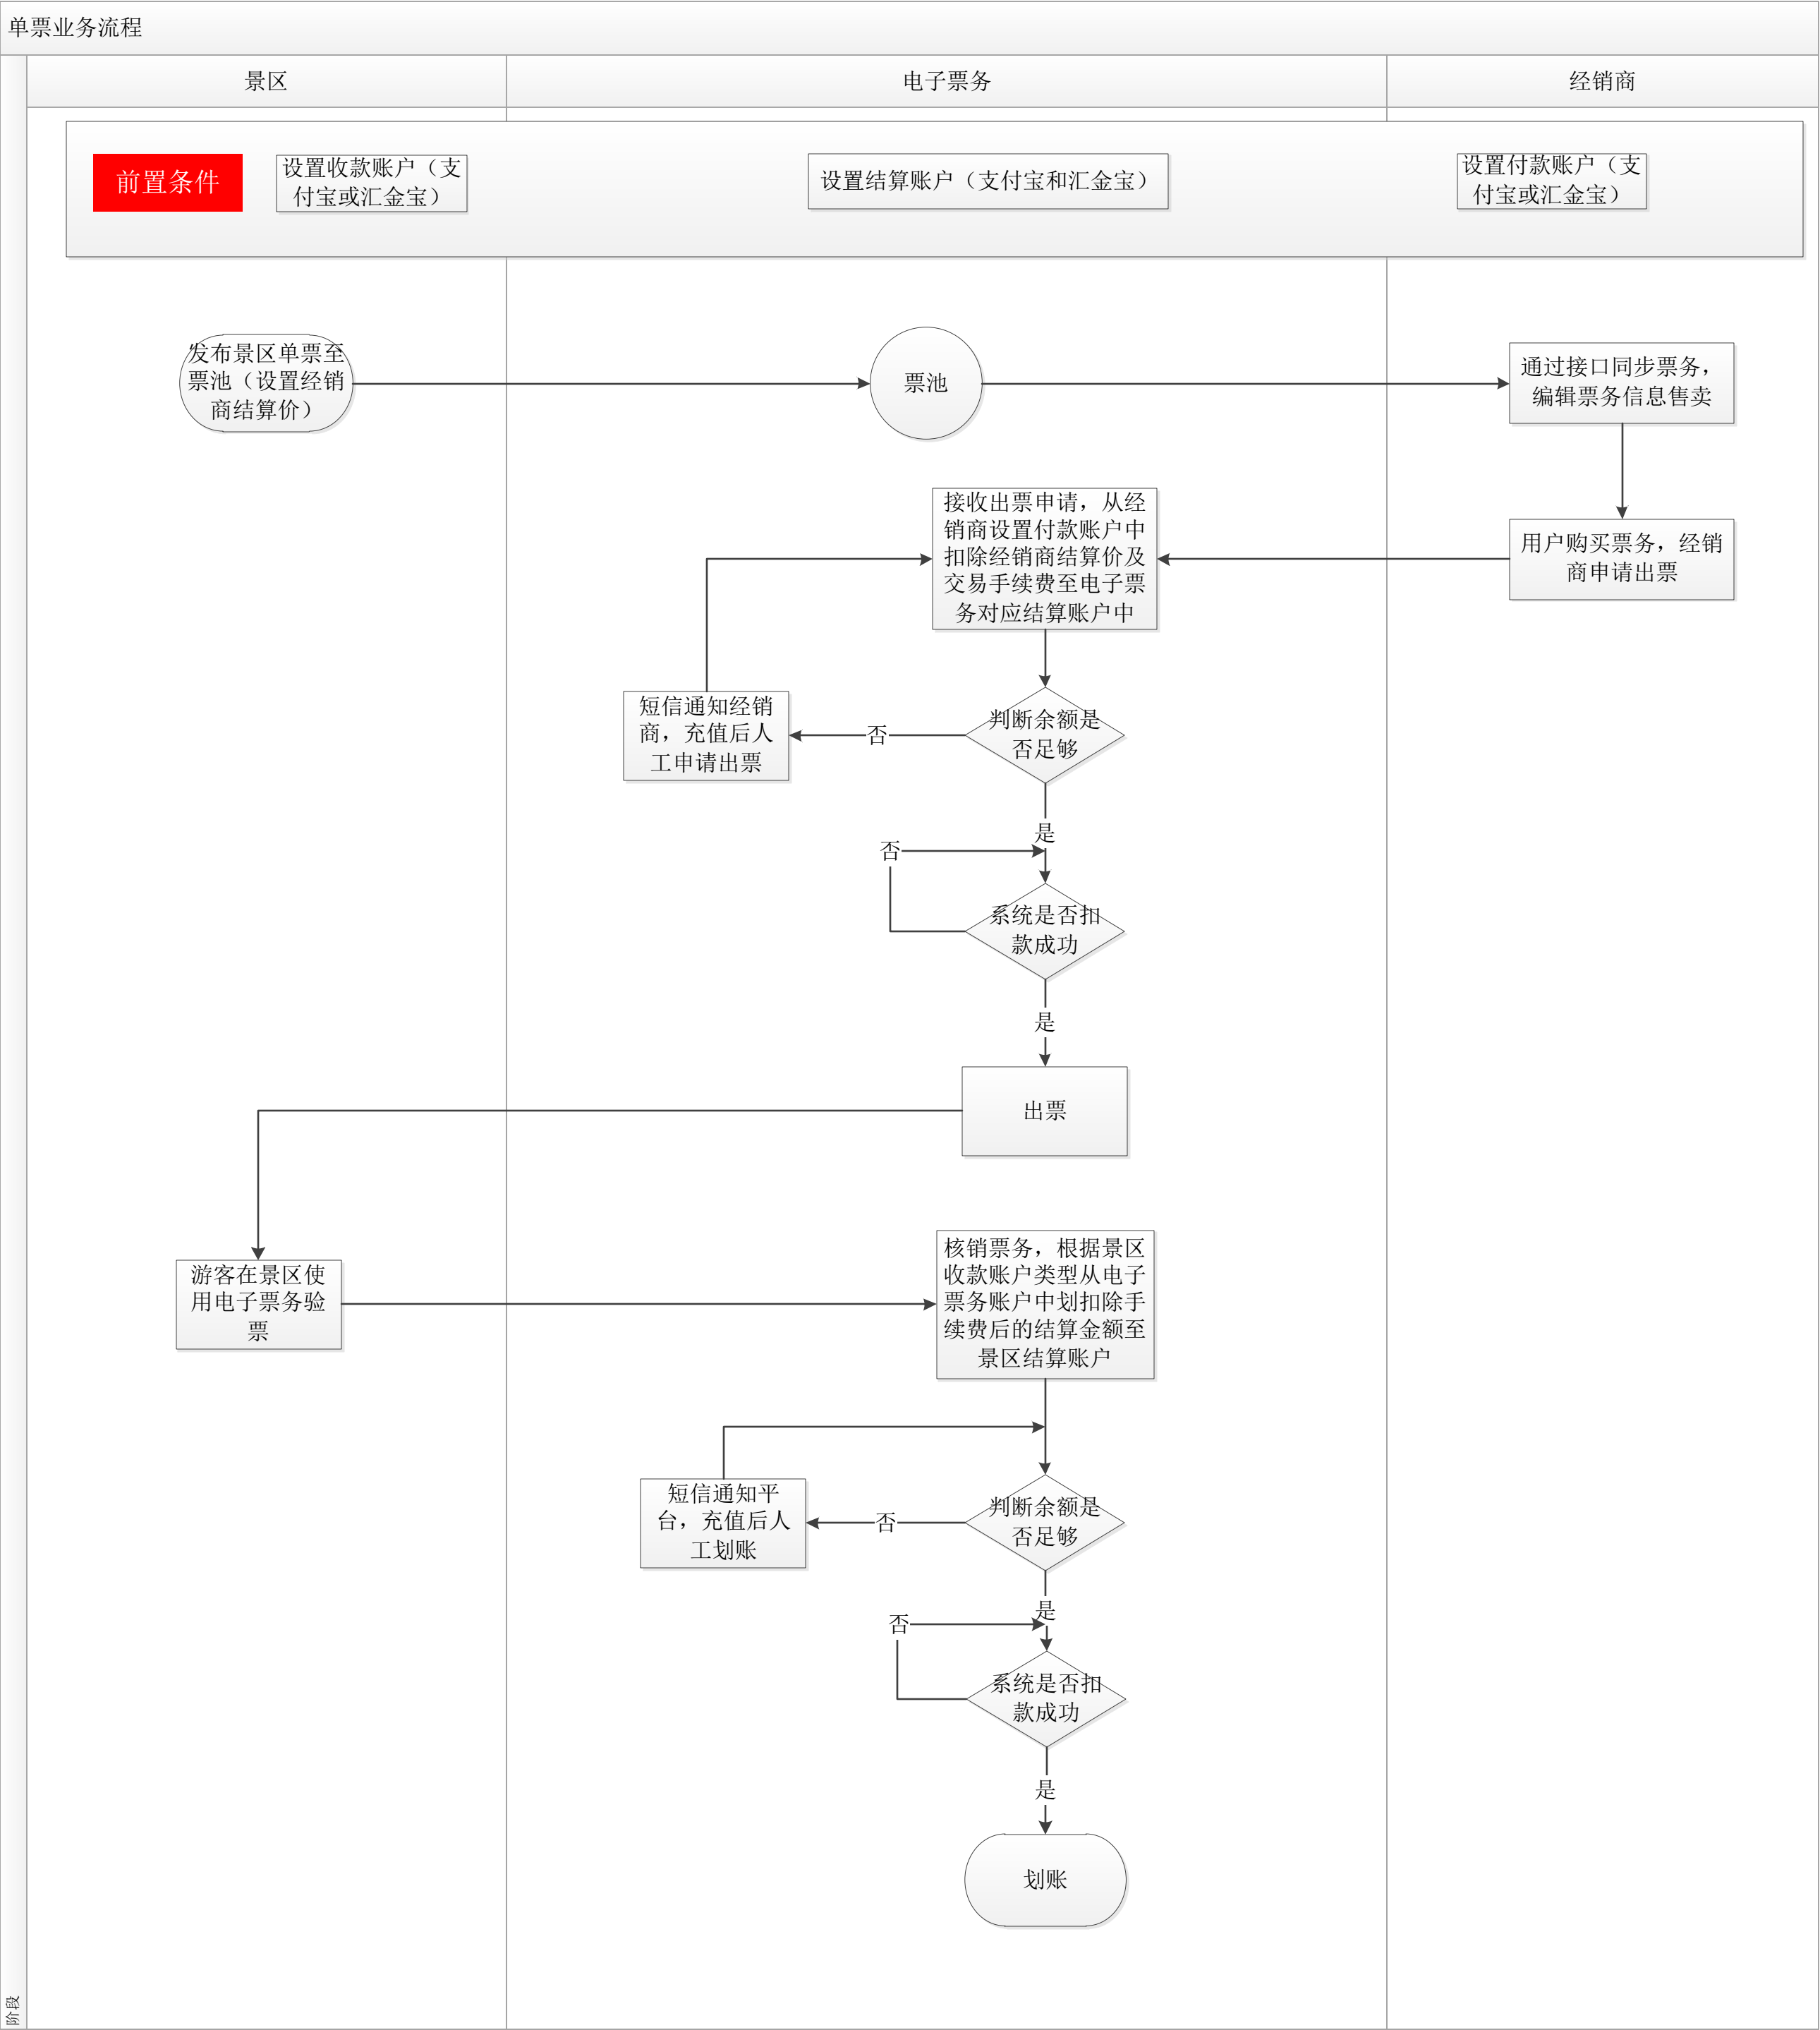 单票业务流程
景区
电子票务
经销商
前置条件
设置收款账户（支
付宝或汇金宝）
设置结算账户（支付宝和汇金宝）
设置付款账户（支
付宝或汇金宝）
发布景区单票至
票池（设置经销
商结算价）
票池
通过接口同步票务，
编辑票务信息售卖
接收出票申请，从经
销商设置付款账户中
扣除经销商结算价及
交易手续费至电子票
务对应结算账户中
用户购买票务，经销
商申请出票
短信通知经销
商，充值后人
工申请出票
否
判断余额是
否足够
是
否
系统是否扣
款成功
是
出票
游客在景区使
用电子票务验
票
核销票务，根据景区
收款账户类型从电子
票务账户中划扣除手
续费后的结算金额至
景区结算账户
短信通知平
台，充值后人
工划账
否
判断余额是
否足够
是
否
系统是否扣
款成功
是
划账
阶段